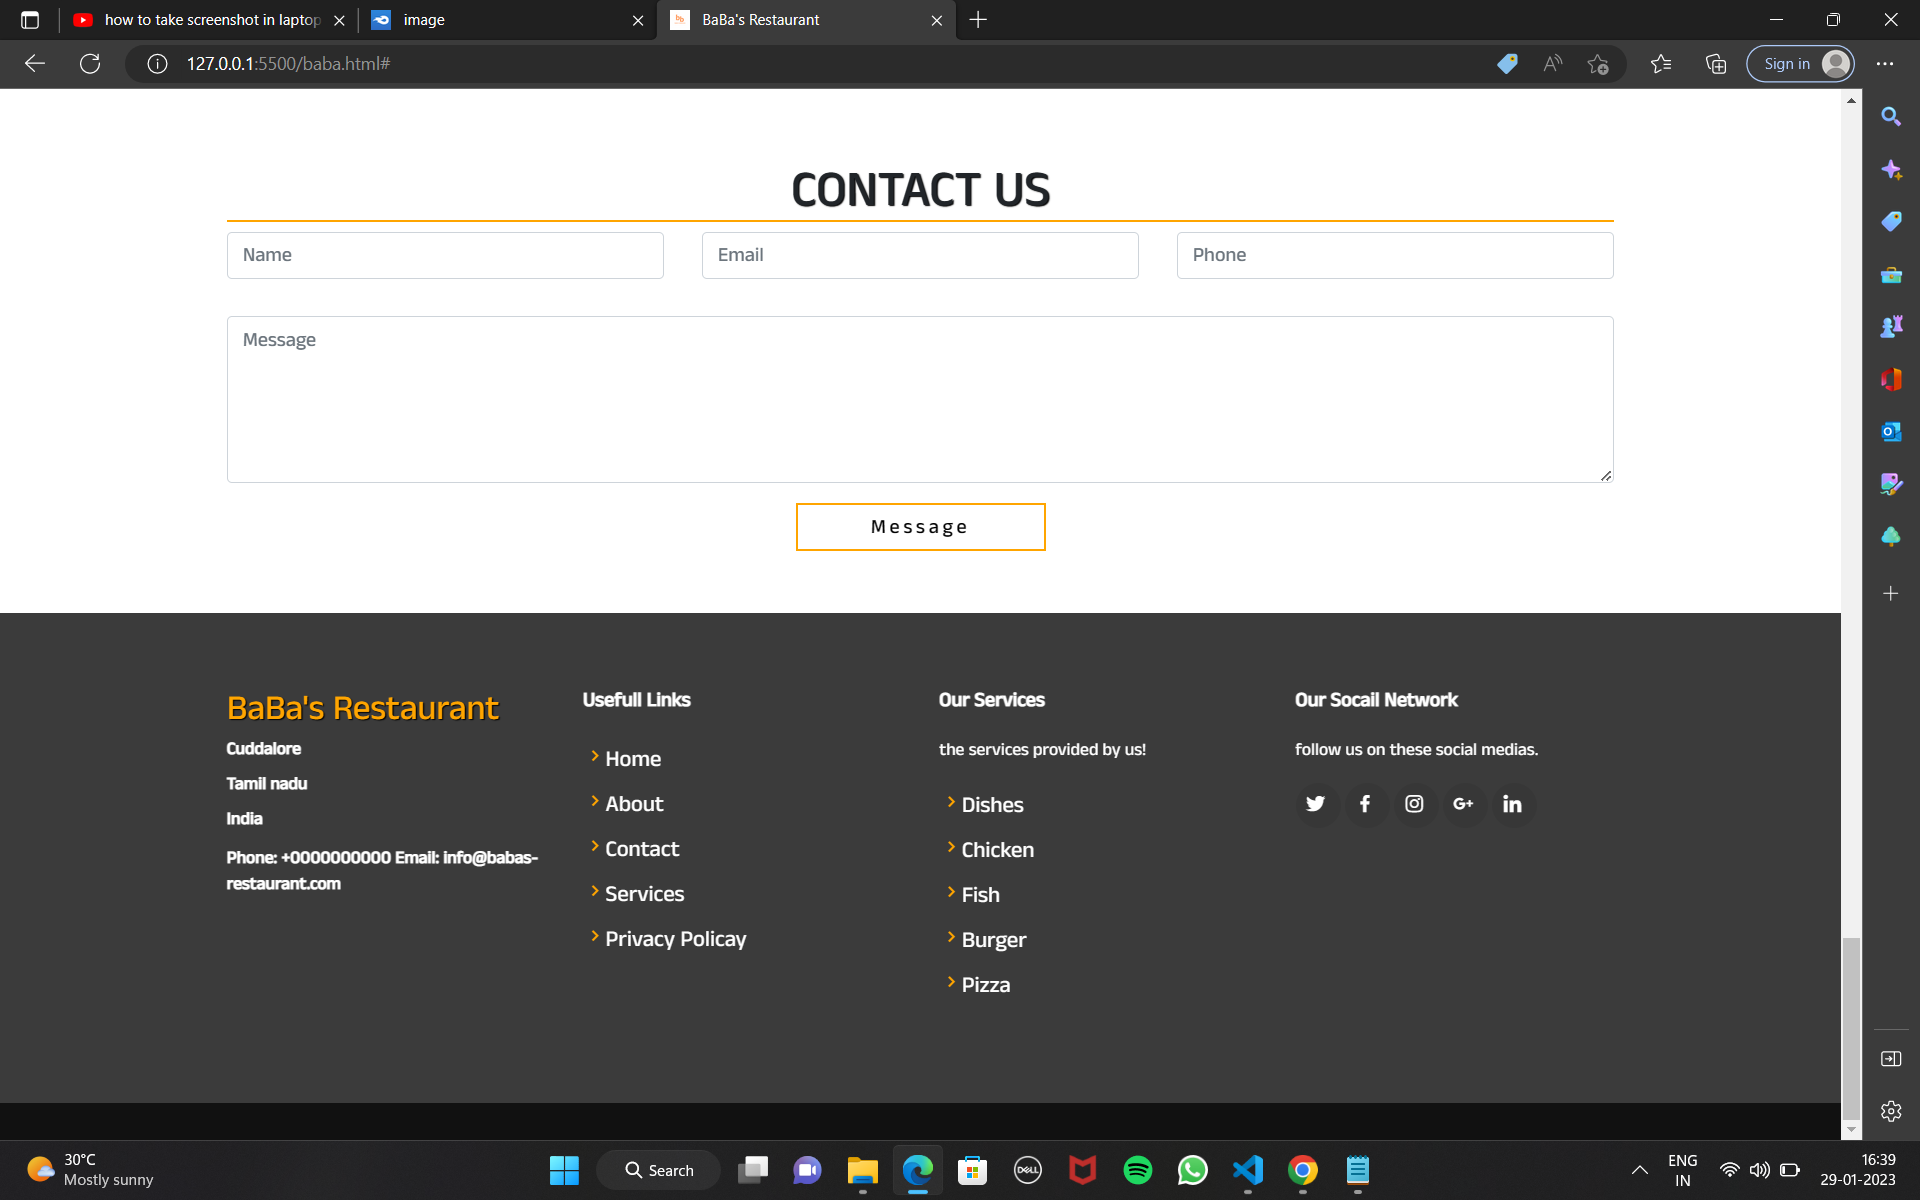 how to take screenshot in laptop
image
BaBa's Restaurant
127.0.0.1:5500/baba.html#
Sign in
CONTACT US
Name
Email
Phone
Message
Message
BaBa's Restaurant
Cuddalore
Tamil nadu
India
Phone: +0000000000 Email: info@babas-
restaurant.com
Usefull Links
Home
About
Contact
Services
Privacy Policay
Our Services
the services provided by us!
Dishes
Chicken
Fish
Burger
Pizza
Our Socail Network
follow us on these social medias.
30°C
Mostly sunny
Search
DELL
ENG
IN
16:39
29-01-2023